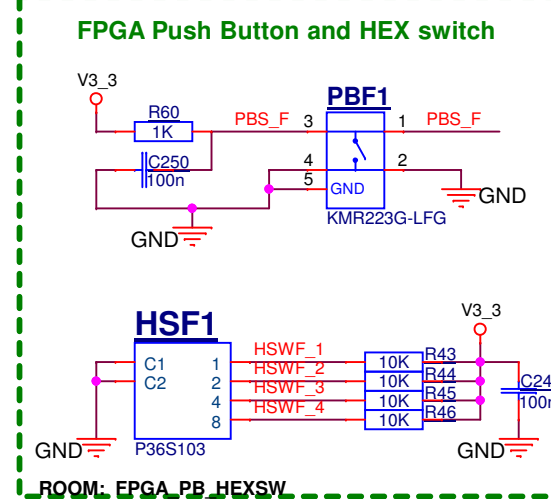 FPGA Push Button and HEX switch
V3_3
R60
1K
PBS_F
3
PBF1
1
PBS_F
C250
100n
4
5
GND
2
GND
KMR223G-LFG
GND
HSF1
V3_3
C1
C2
1
2
4
8
HSWF_1
HSWF_2
HSWF_3
HSWF_4
10K
R43
10K
R44
10K
R45
10K
R46
GND
P36S103
GND
ROOM: FPGA_PB_HEXSW